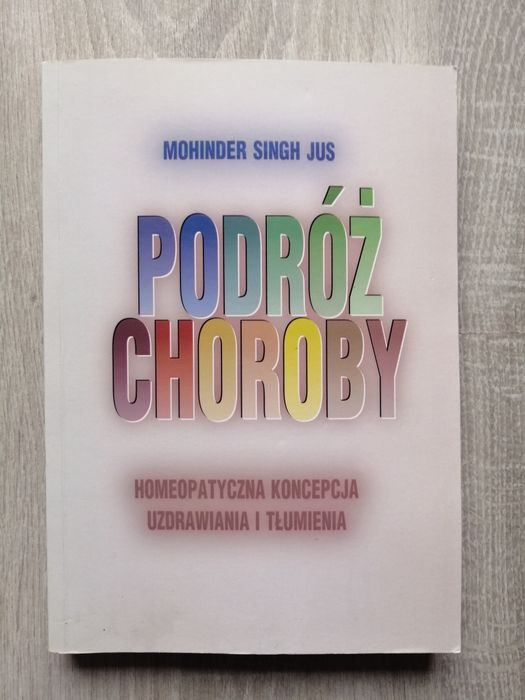 MOHINDER SINGH JUS
PODRÓŻ
CHOROBY
HOMEOPATYCZNA KONCEPCJA
UZDRAWIANIA I TŁUMIENIA